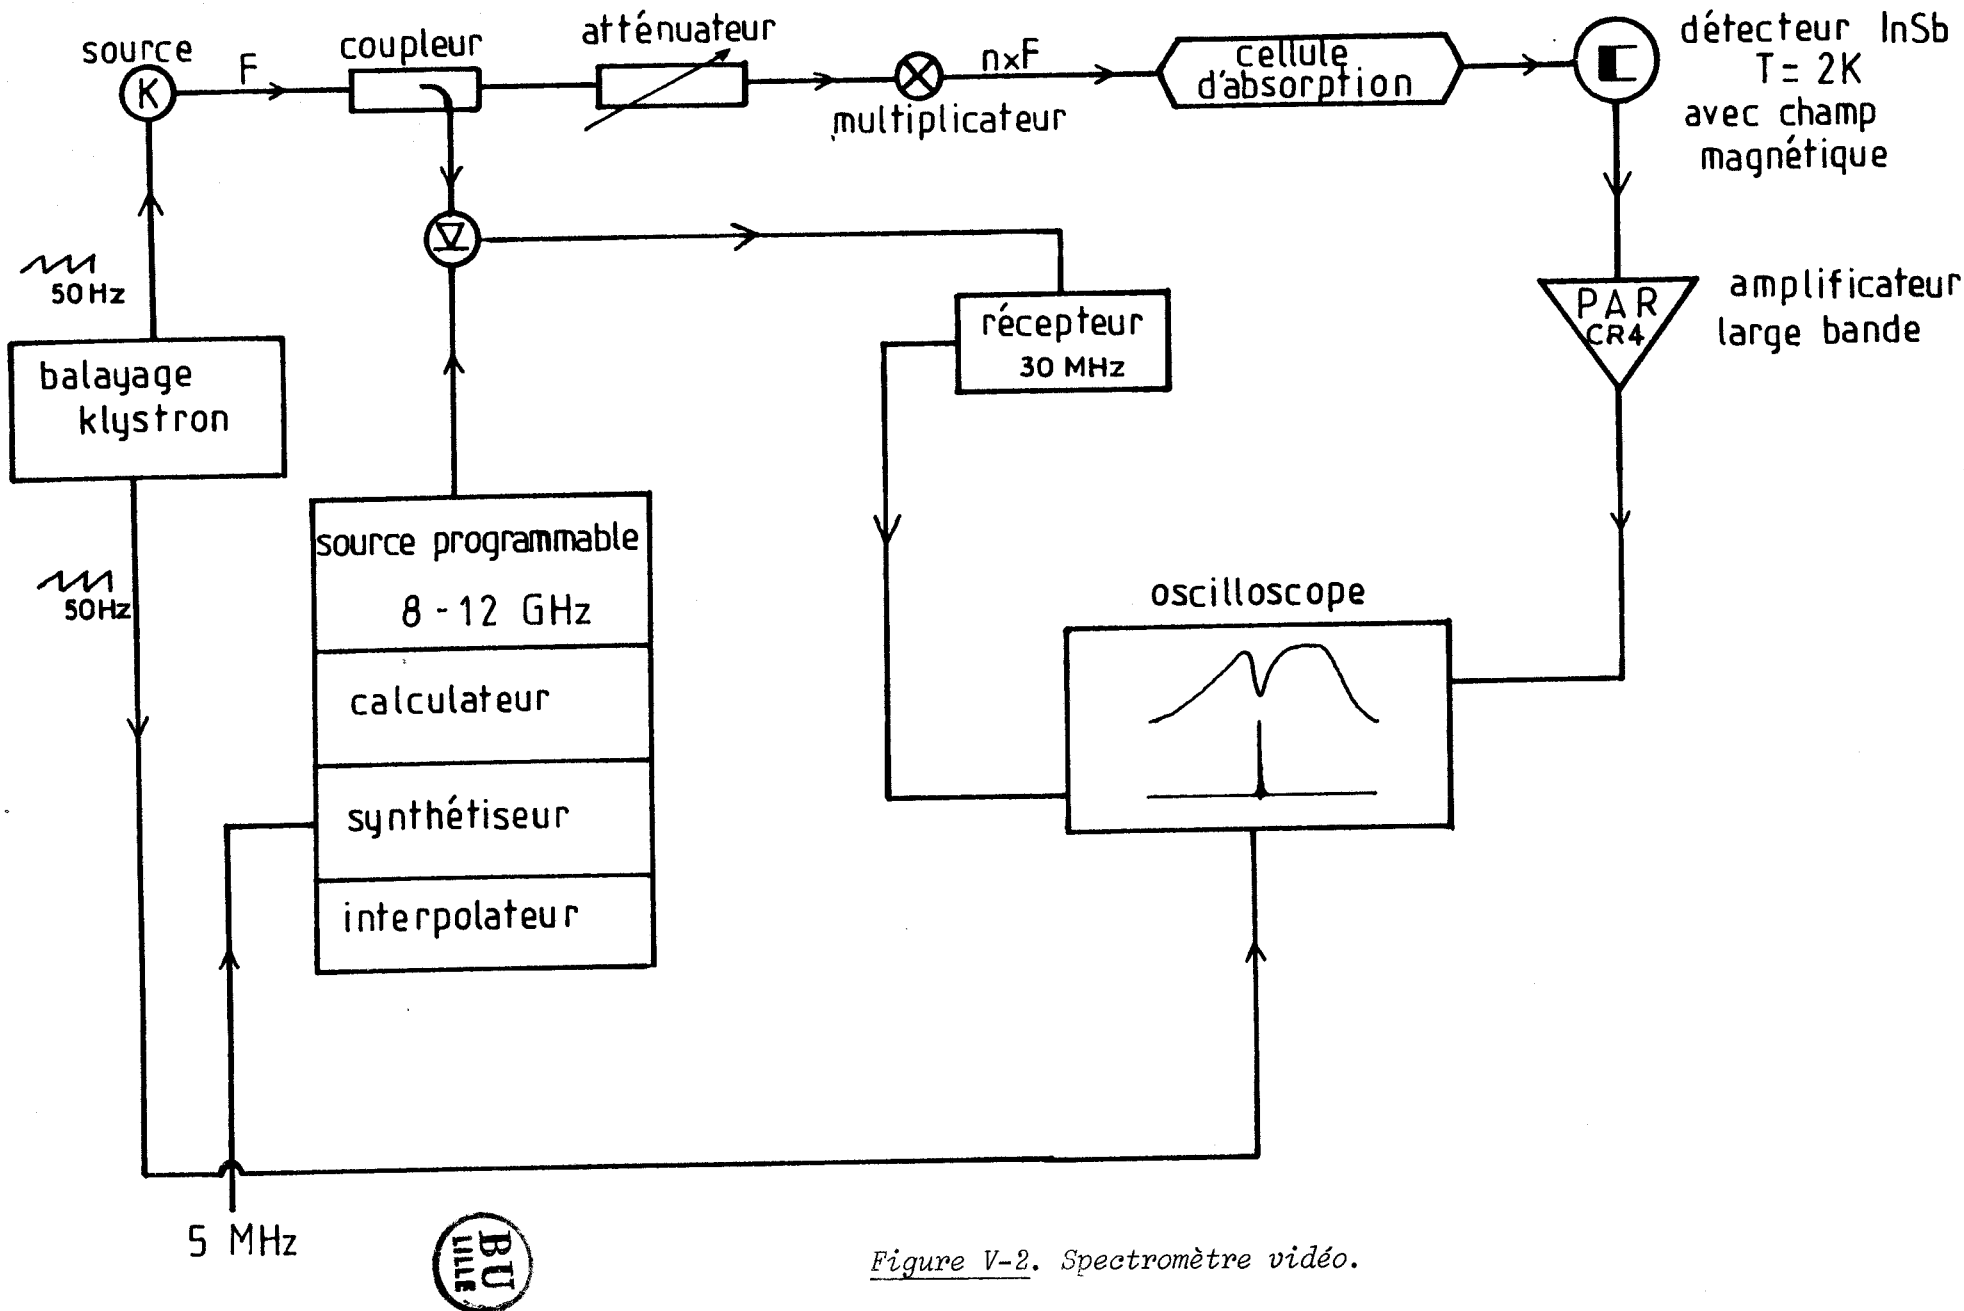 source
K
F
coupleur
atténuateur
multiplicateur
n×F
cellule
d'absorption
détecteur InSb
T = 2K
avec champ
magnétique
50 Hz
balayage
klystron
50Hz
récepteur
30 MHz
PAR
CR4
amplificateur
large bande
source programmable
8 - 12 GHz
calculateur
synthétiseur
interpolateur
oscilloscope
5 MHz
BU
LILLE
Figure V-2. Spectromètre vidéo.